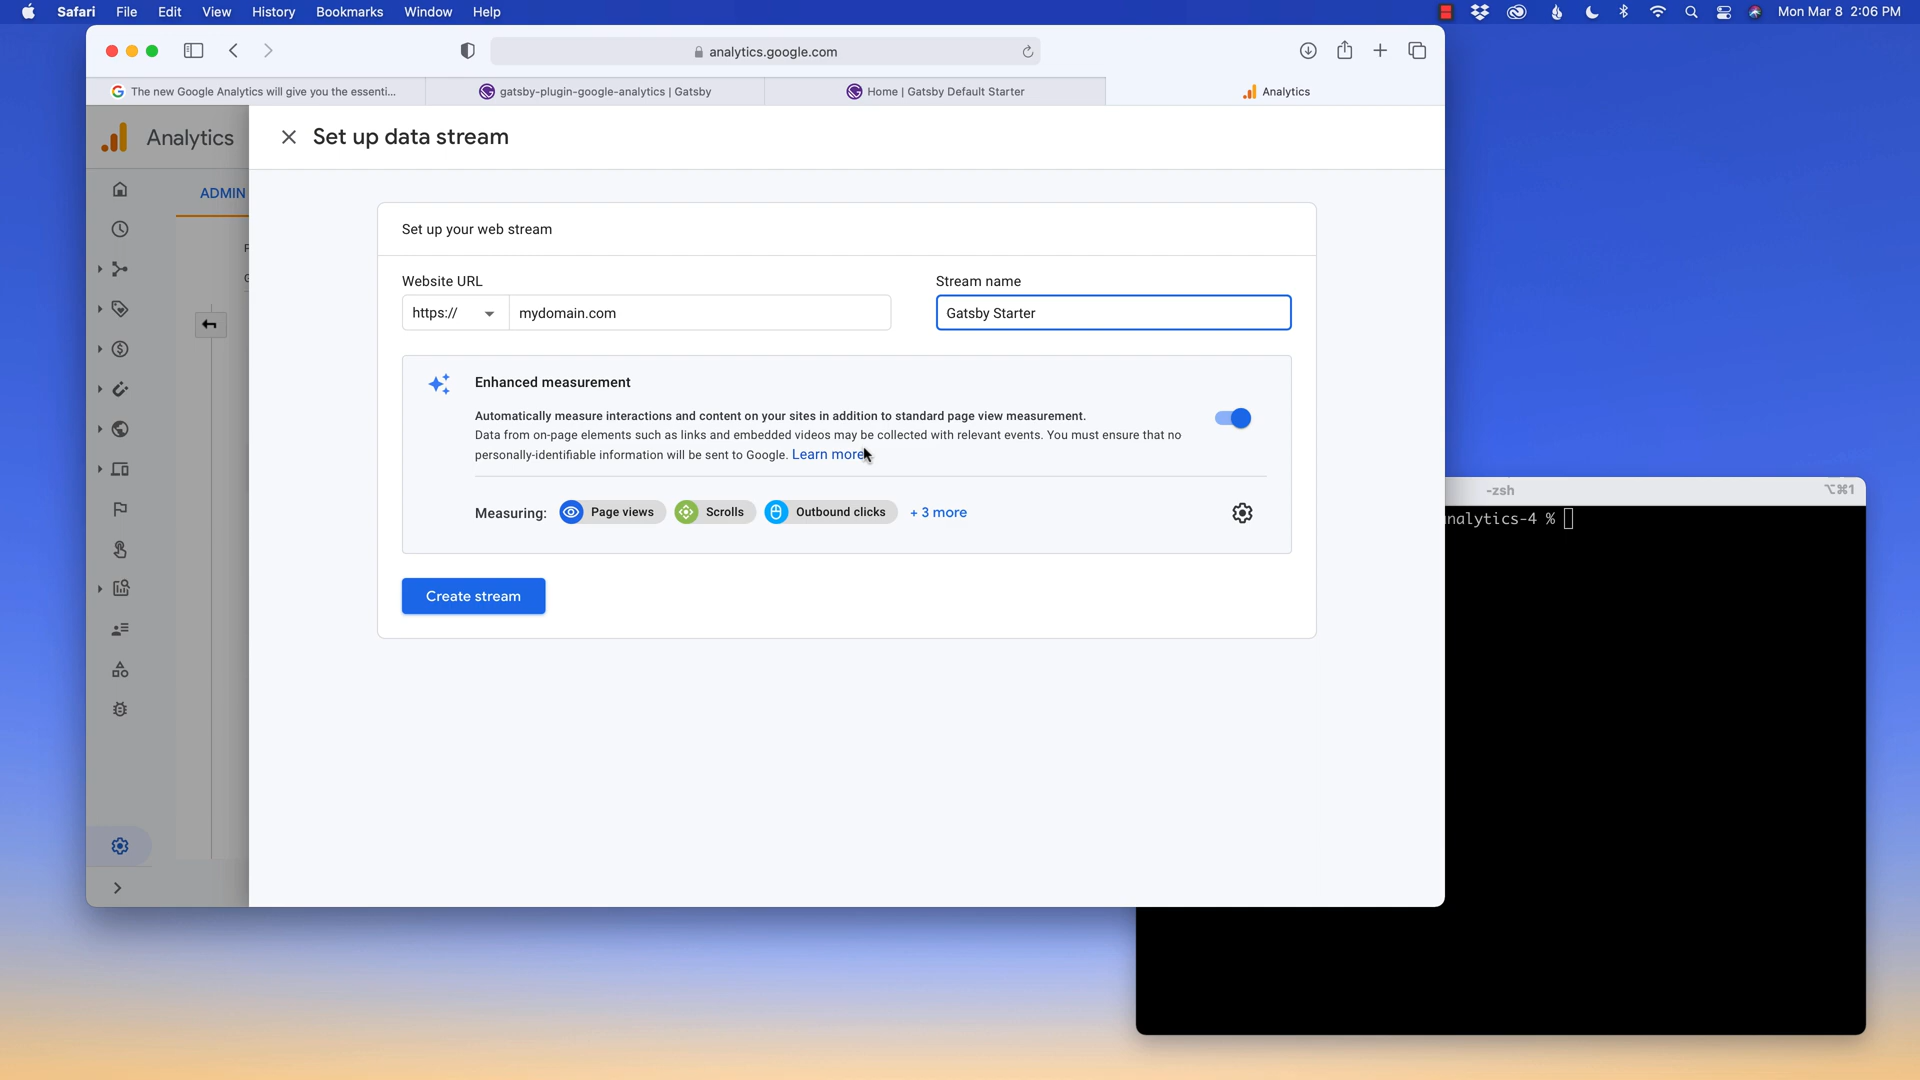 Safari File Edit View History Bookmarks Window Help
Mon Mar 8 2:06 PM
analytics.google.com
The new Google Analytics will give you the essenti...
gatsby-plugin-google-analytics | Gatsby
Home | Gatsby Default Starter
Analytics
Analytics
Set up data stream
ADMIN
Set up your web stream
Website URL
Stream name
https://
mydomain.com
Gatsby Starter
Enhanced measurement
Automatically measure interactions and content on your sites in addition to standard page view measurement.
Data from on-page elements such as links and embedded videos may be collected with relevant events. You must ensure that no
personally-identifiable information will be sent to Google. Learn more
Measuring: Page views Scrolls Outbound clicks + 3 more
Create stream
-zsh
⌥⌘1
nalytics-4 %